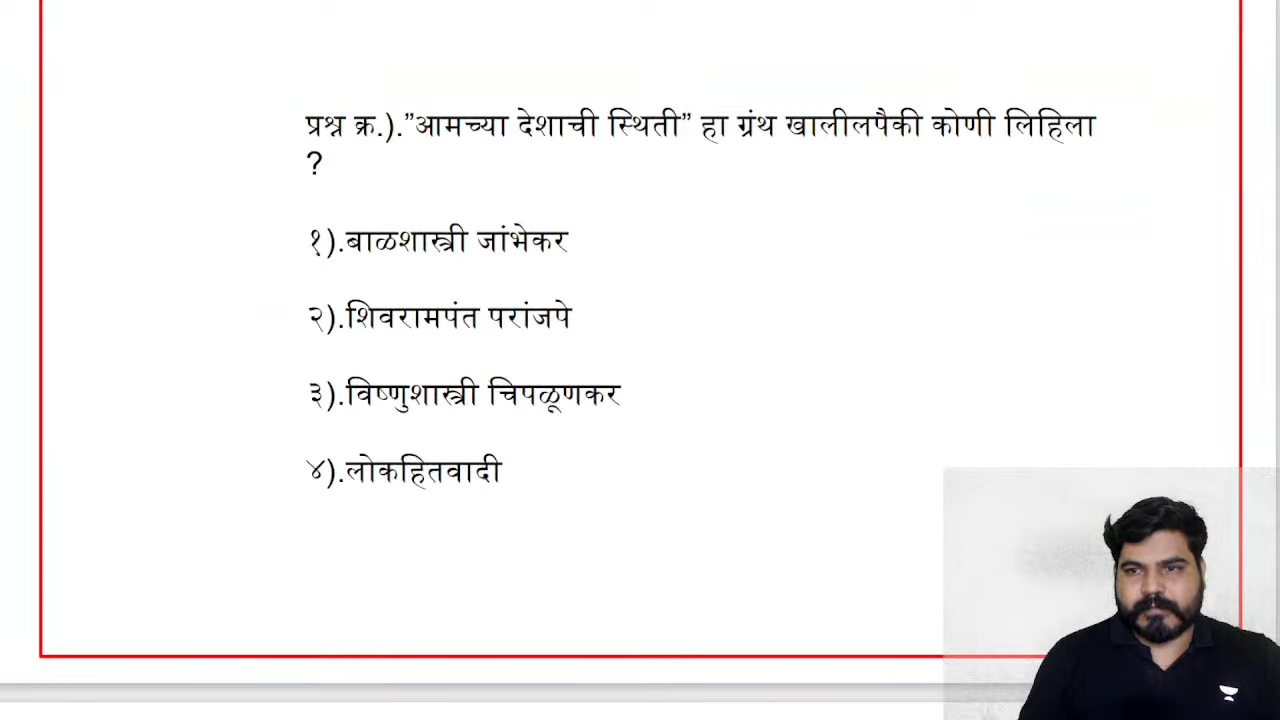 प्रश्न क्र.).”आमच्या देशाची स्थिती” हा ग्रंथ खालीलपैकी कोणी लिहिला
?
१).बाळशास्त्री जांभेकर
२).शिवरामपंत परांजपे
३).विष्णुशास्त्री चिपळूणकर
४).लोकहितवादी